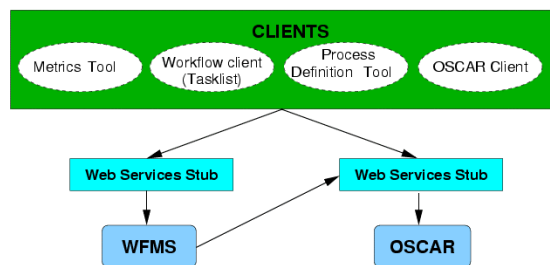 CLIENTS
Metrics Tool
Workflow client
(Tasklist)
Process
Definition Tool
OSCAR Client
Web Services Stub
Web Services Stub
WFMS
OSCAR